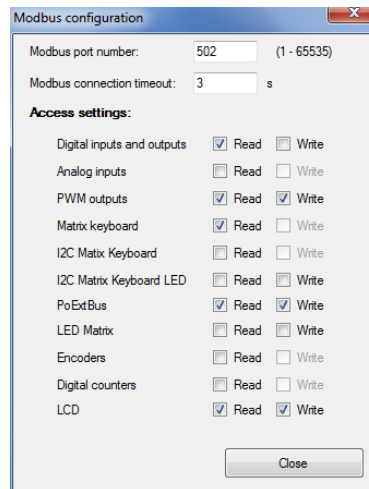 Modbus configuration
Modbus port number: 502 (1 - 65535)
Modbus connection timeout: 3 s
Access settings:
Digital inputs and outputs Read Write
Analog inputs Read Write
PWM outputs Read Write
Matrix keyboard Read Write
I2C Matix Keyboard Read Write
I2C Matrix Keyboard LED Read Write
PoExtBus Read Write
LED Matrix Read Write
Encoders Read Write
Digital counters Read Write
LCD Read Write
Close